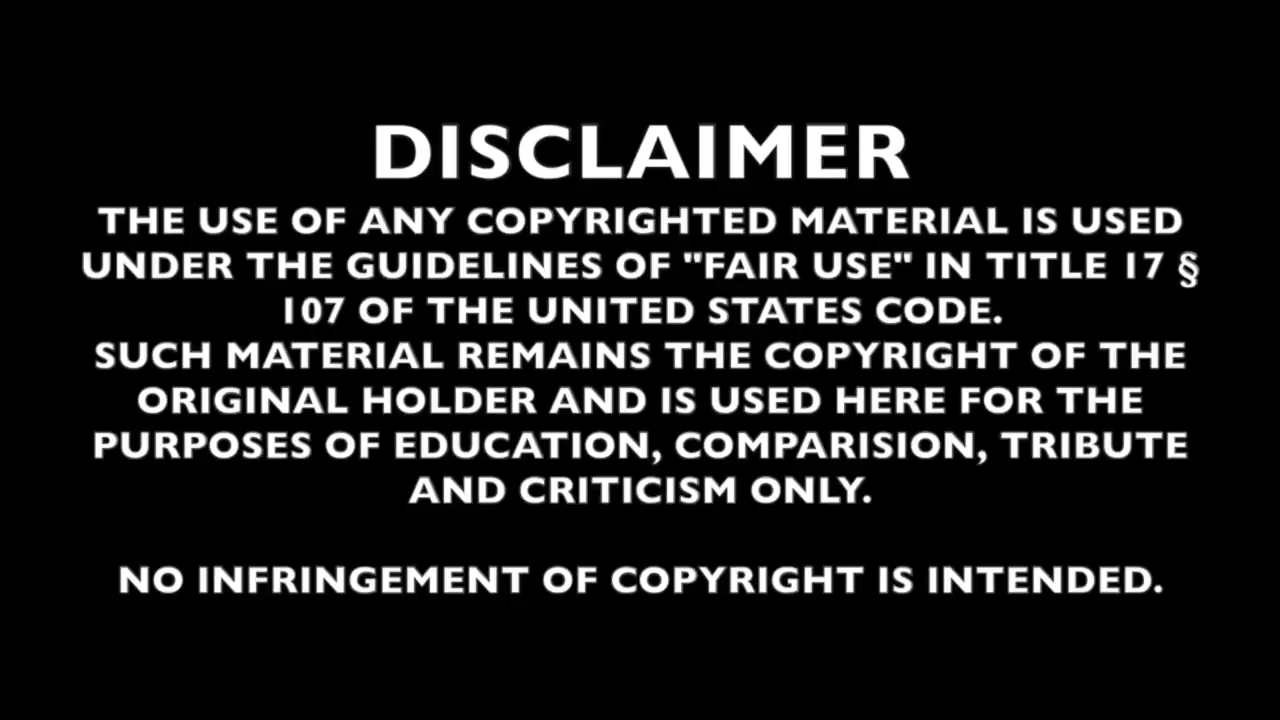 DISCLAIMER
THE USE OF ANY COPYRIGHTED MATERIAL IS USED
UNDER THE GUIDELINES OF "FAIR USE" IN TITLE 17 §
107 OF THE UNITED STATES CODE.
SUCH MATERIAL REMAINS THE COPYRIGHT OF THE
ORIGINAL HOLDER AND IS USED HERE FOR THE
PURPOSES OF EDUCATION, COMPARISION, TRIBUTE
AND CRITICISM ONLY.
NO INFRINGEMENT OF COPYRIGHT IS INTENDED.